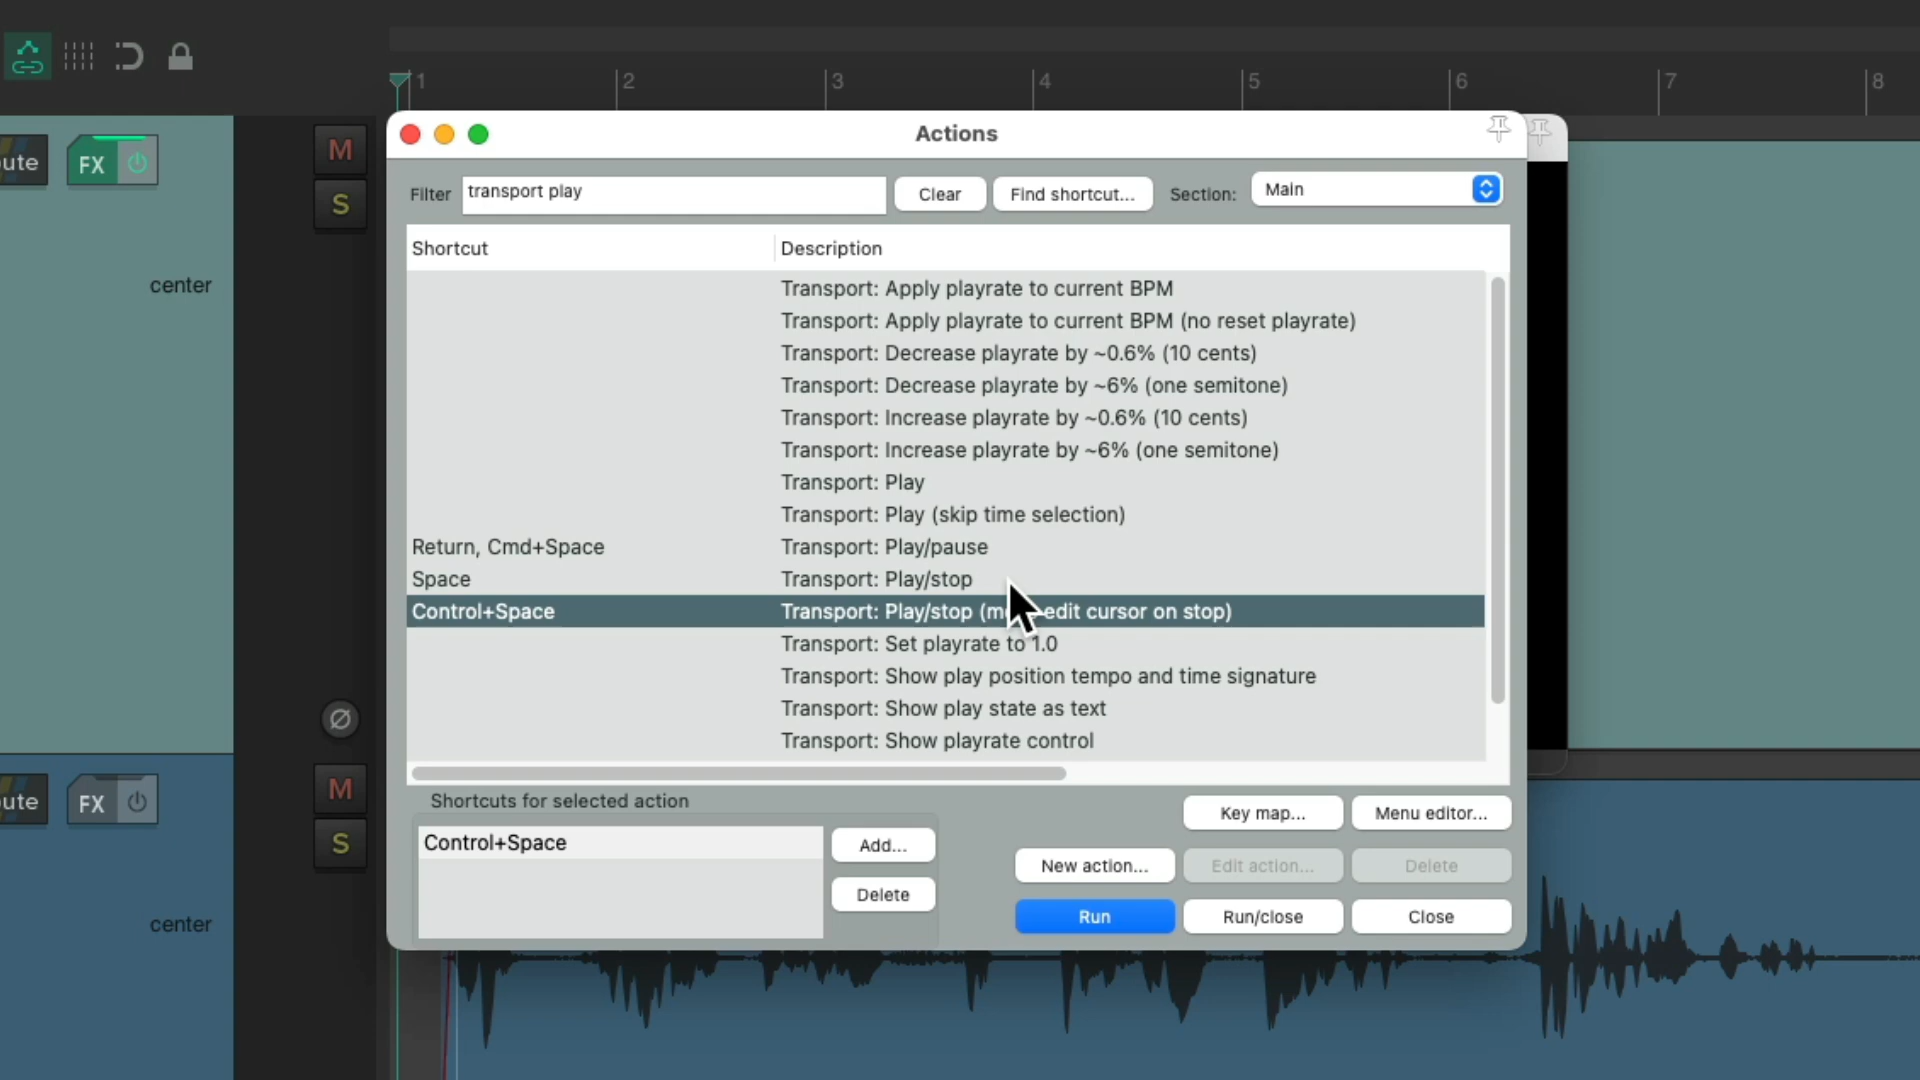 1 2 3 4 5 6 7 8
Actions
ute FX M
S
Filter transport play Clear Find shortcut... Section: Main
Shortcut Description
center
Transport: Apply playrate to current BPM
Transport: Apply playrate to current BPM (no reset playrate)
Transport: Decrease playrate by ~0.6% (10 cents)
Transport: Decrease playrate by ~6% (one semitone)
Transport: Increase playrate by ~0.6% (10 cents)
Transport: Increase playrate by ~6% (one semitone)
Transport: Play
Transport: Play (skip time selection)
Return, Cmd+Space Transport: Play/pause
Space Transport: Play/stop
Control+Space Transport: Play/stop (m edit cursor on stop)
Transport: Set playrate to 1.0
Transport: Show play position tempo and time signature
Transport: Show play state as text
Transport: Show playrate control
ute FX M
S
Shortcuts for selected action
Control+Space
Add...
Delete
Key map... Menu editor...
New action... Edit action... Delete
Run Run/close Close
center